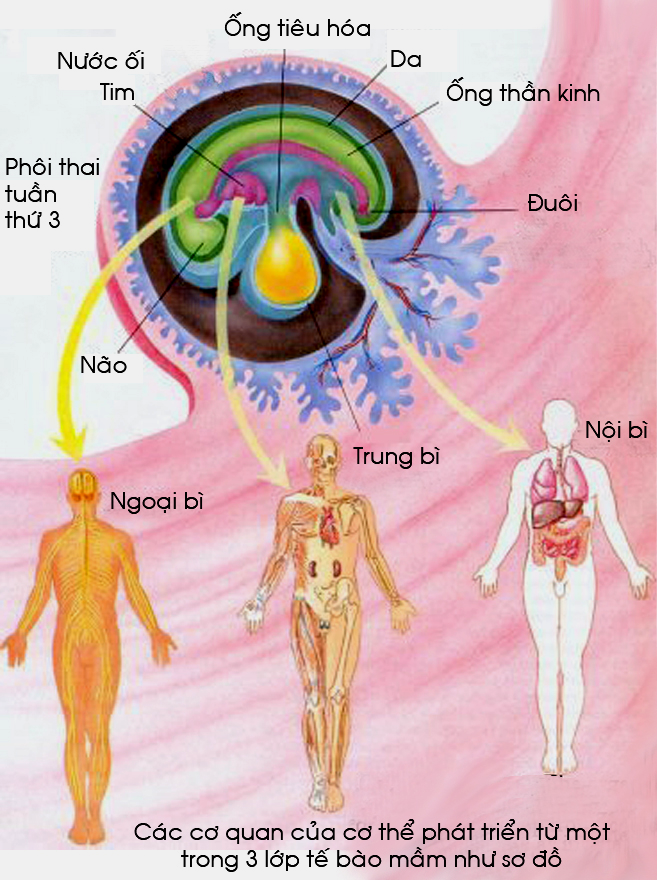 Ống tiêu hóa
Nước ối
Da
Tim
Ống thần kinh
Phôi thai
tuần
thứ 3
Đuôi
Não
Trung bì
Nội bì
Ngoại bì
Các cơ quan của cơ thể phát triển từ một
trong 3 lớp tế bào mầm như sơ đồ